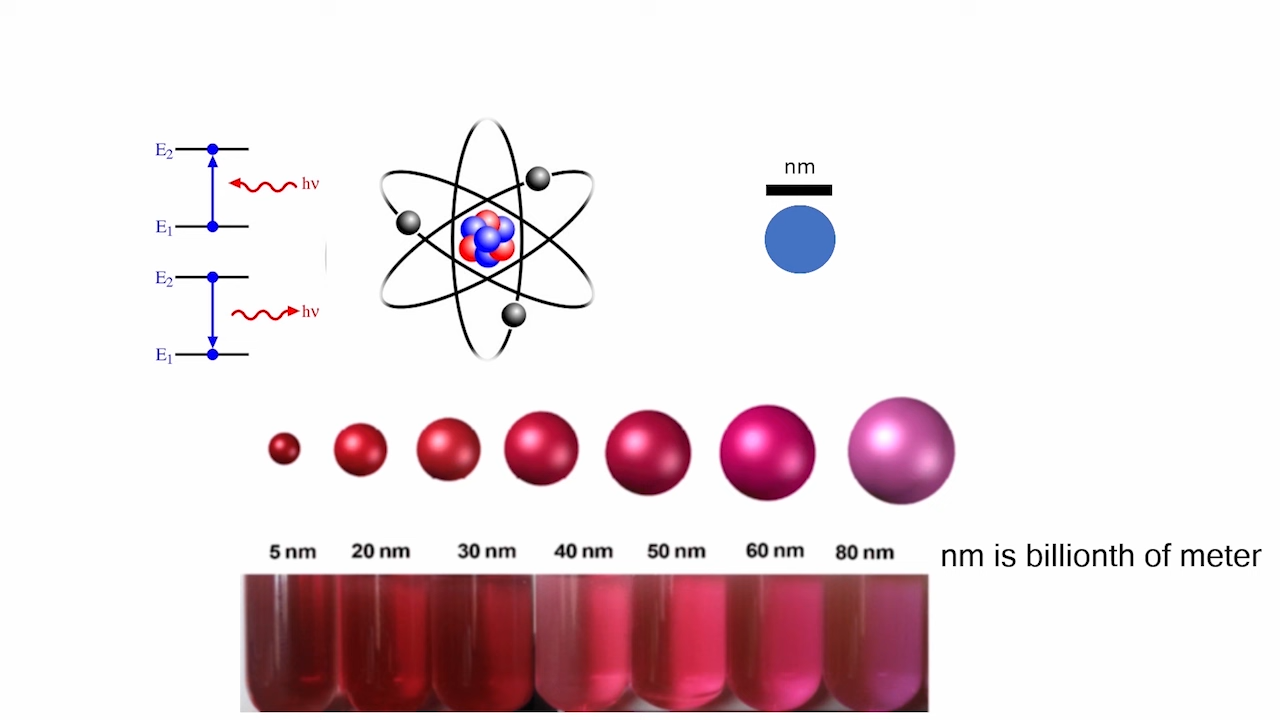 E2
hν
E1
E2
hν
E1
nm
5 nm 20 nm 30 nm 40 nm 50 nm 60 nm 80 nm
nm is billionth of meter